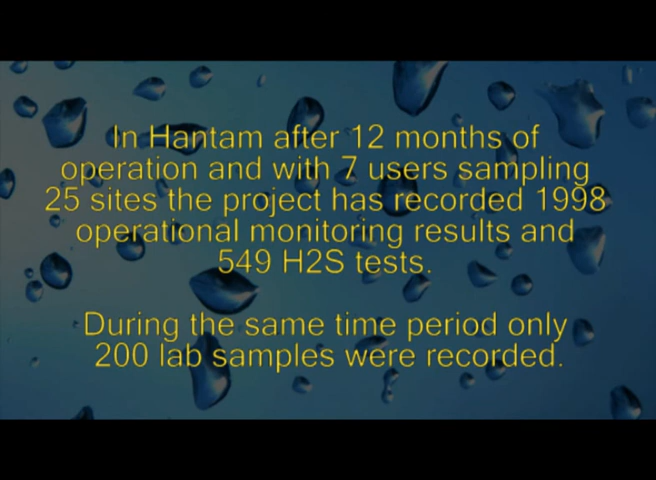 In Hantam after 12 months of
operation and with 7 users sampling
25 sites the project has recorded 1998
operational monitoring results and
549 H2S tests.
During the same time period only
200 lab samples were recorded.